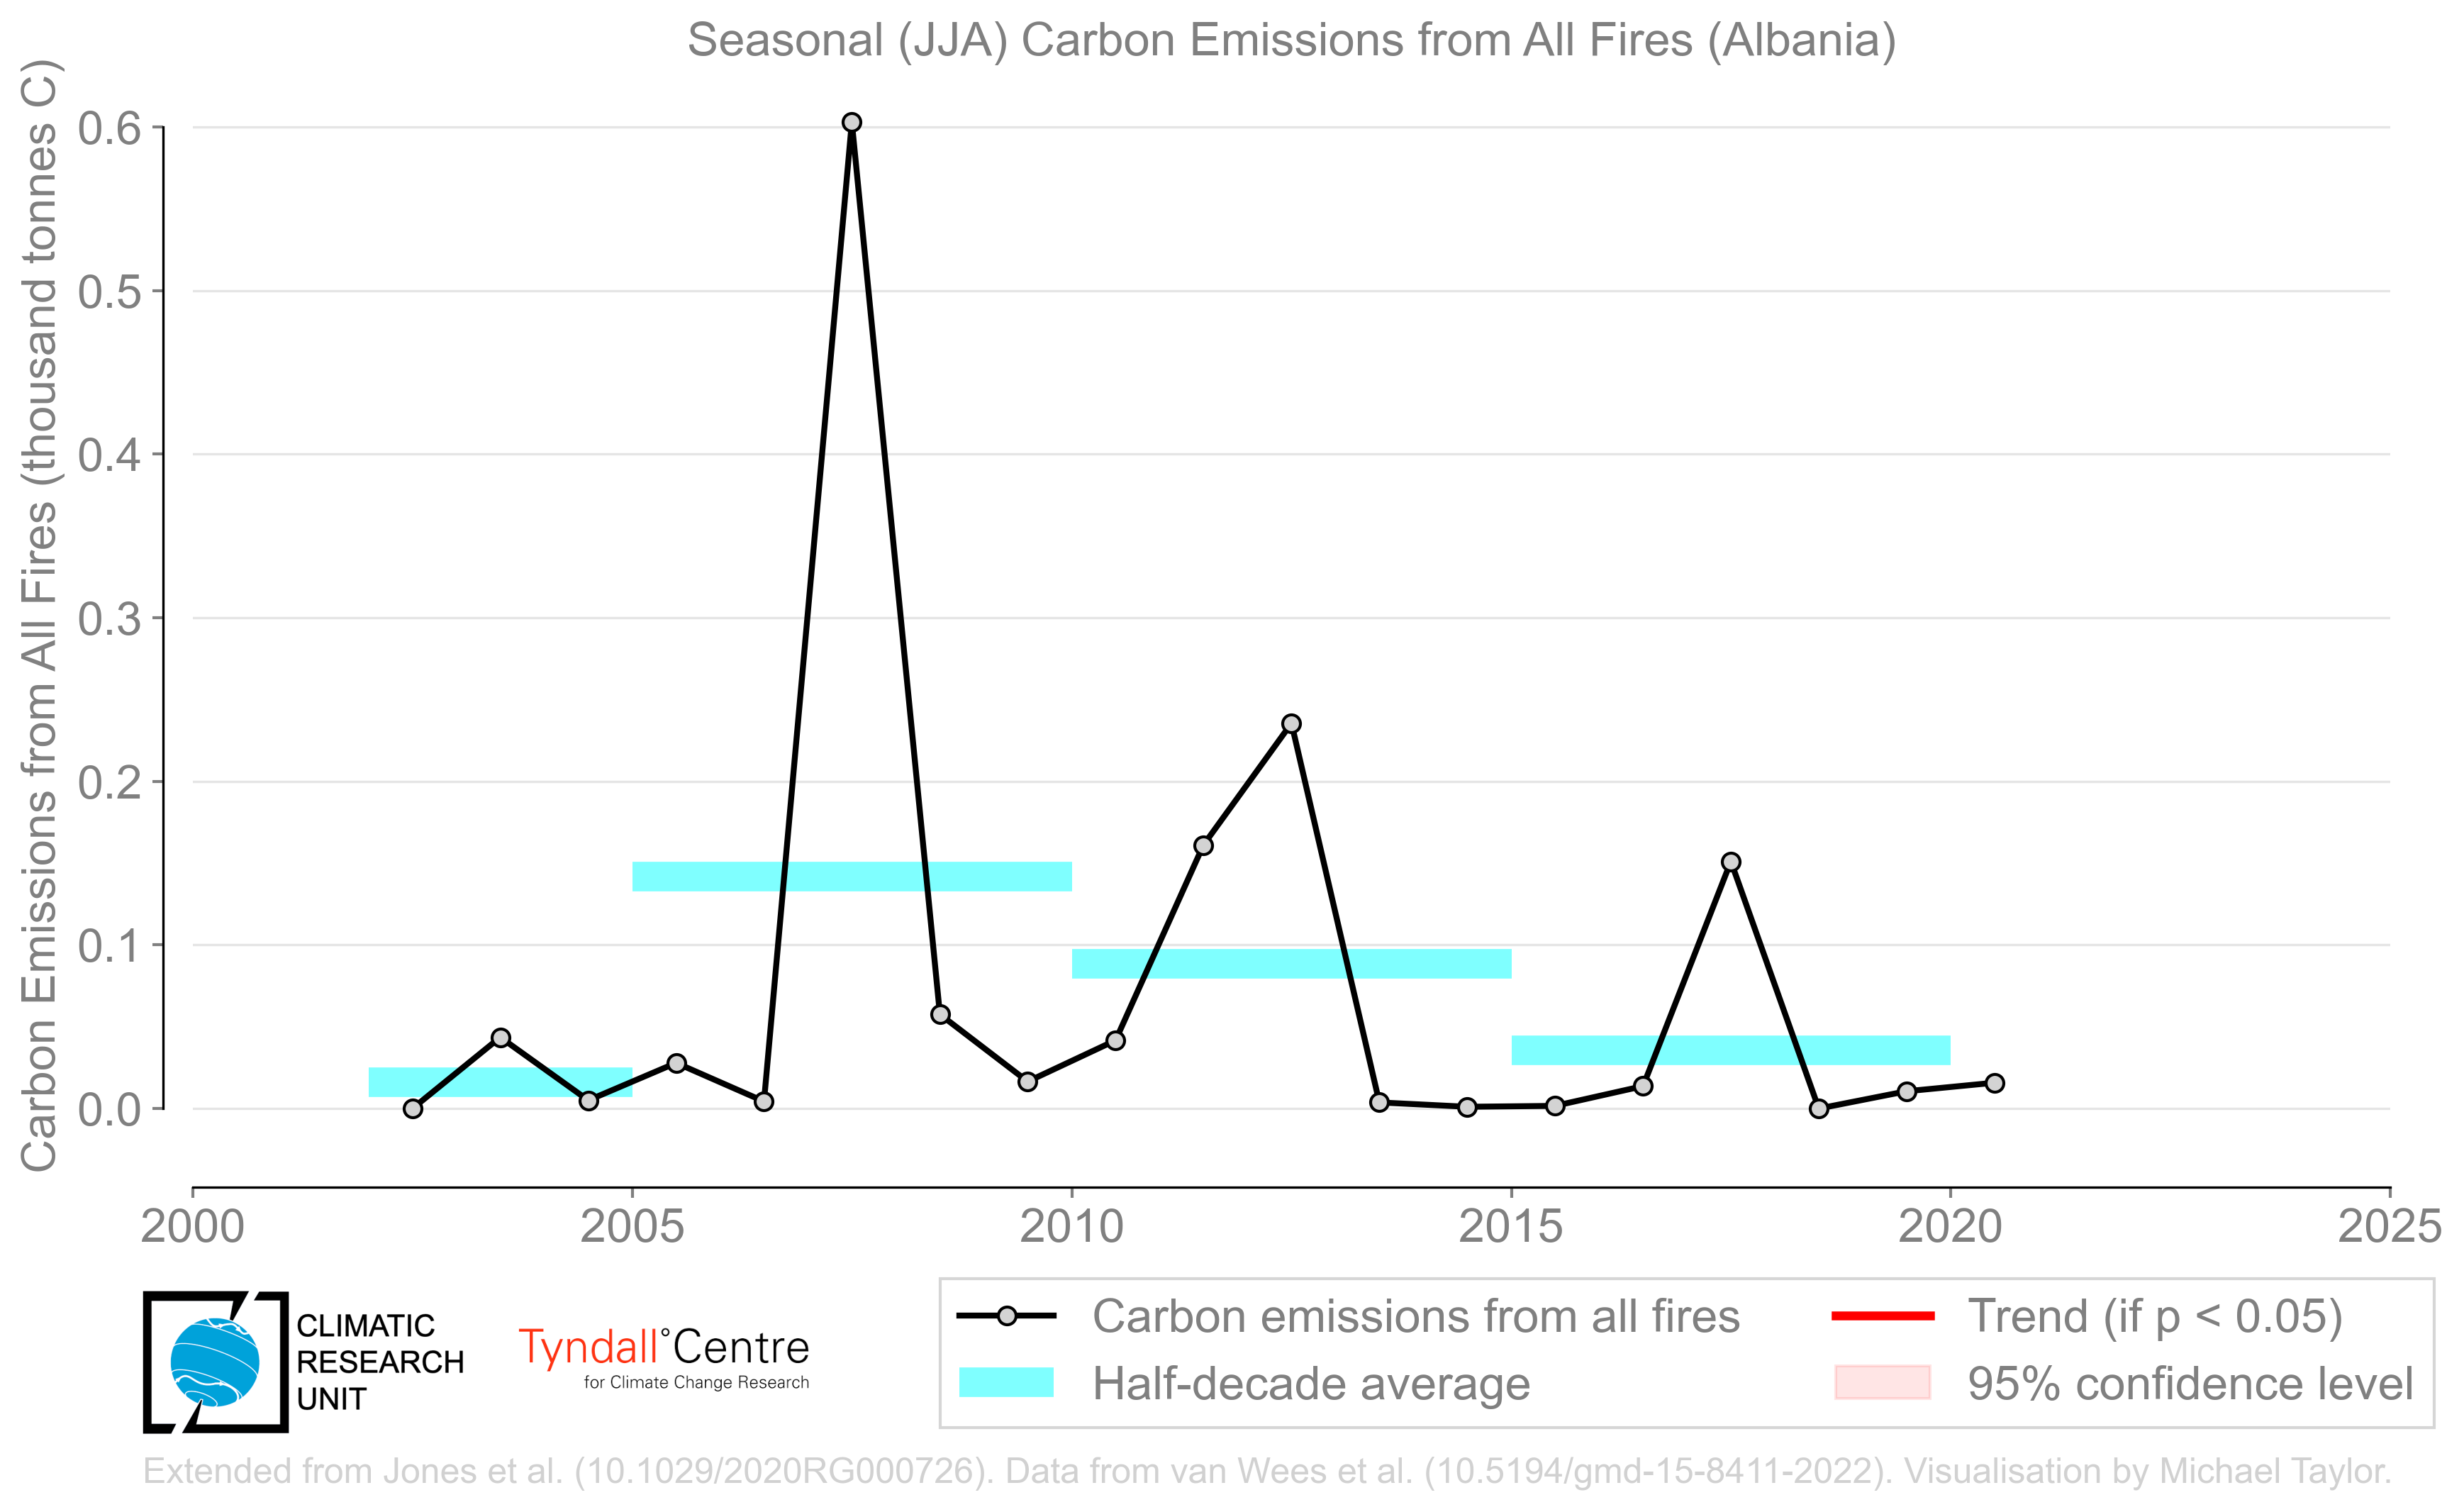 Seasonal (JJA) Carbon Emissions from All Fires (Albania)
Carbon Emissions from All Fires (thousand tonnes C)
0.6
0.5
0.4
0.3
0.2
0.1
0.0
2000 2005 2010 2015 2020 2025
CLIMATIC
RESEARCH
UNIT
Tyndall°Centre
for Climate Change Research
Carbon emissions from all fires
Half-decade average
Trend (if p < 0.05)
95% confidence level
Extended from Jones et al. (10.1029/2020RG000726). Data from van Wees et al. (10.5194/gmd-15-8411-2022). Visualisation by Michael Taylor.